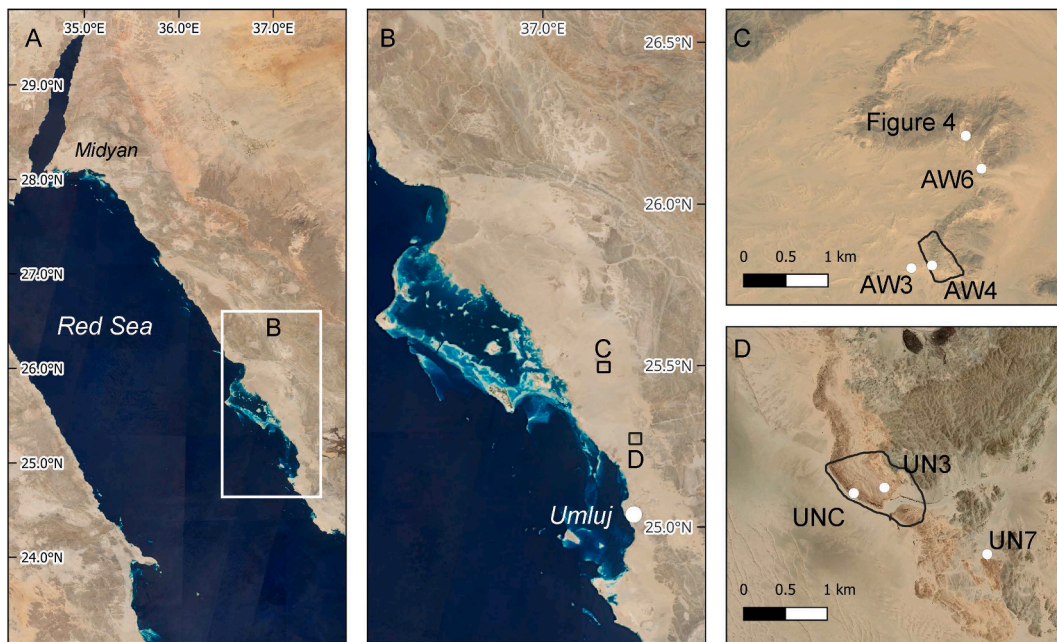 A
35.0°E 36.0°E 37.0°E
29.0°N
Midyan
28.0°N
27.0°N
Red Sea
B
26.0°N
25.0°N
24.0°N
B
37.0°E
26.5°N
26.0°N
C
25.5°N
D
Umluj
25.0°N
C
Figure 4
AW6
0 0.5 1 km
AW3
AW4
D
UN3
UNC
UN7
0 0.5 1 km